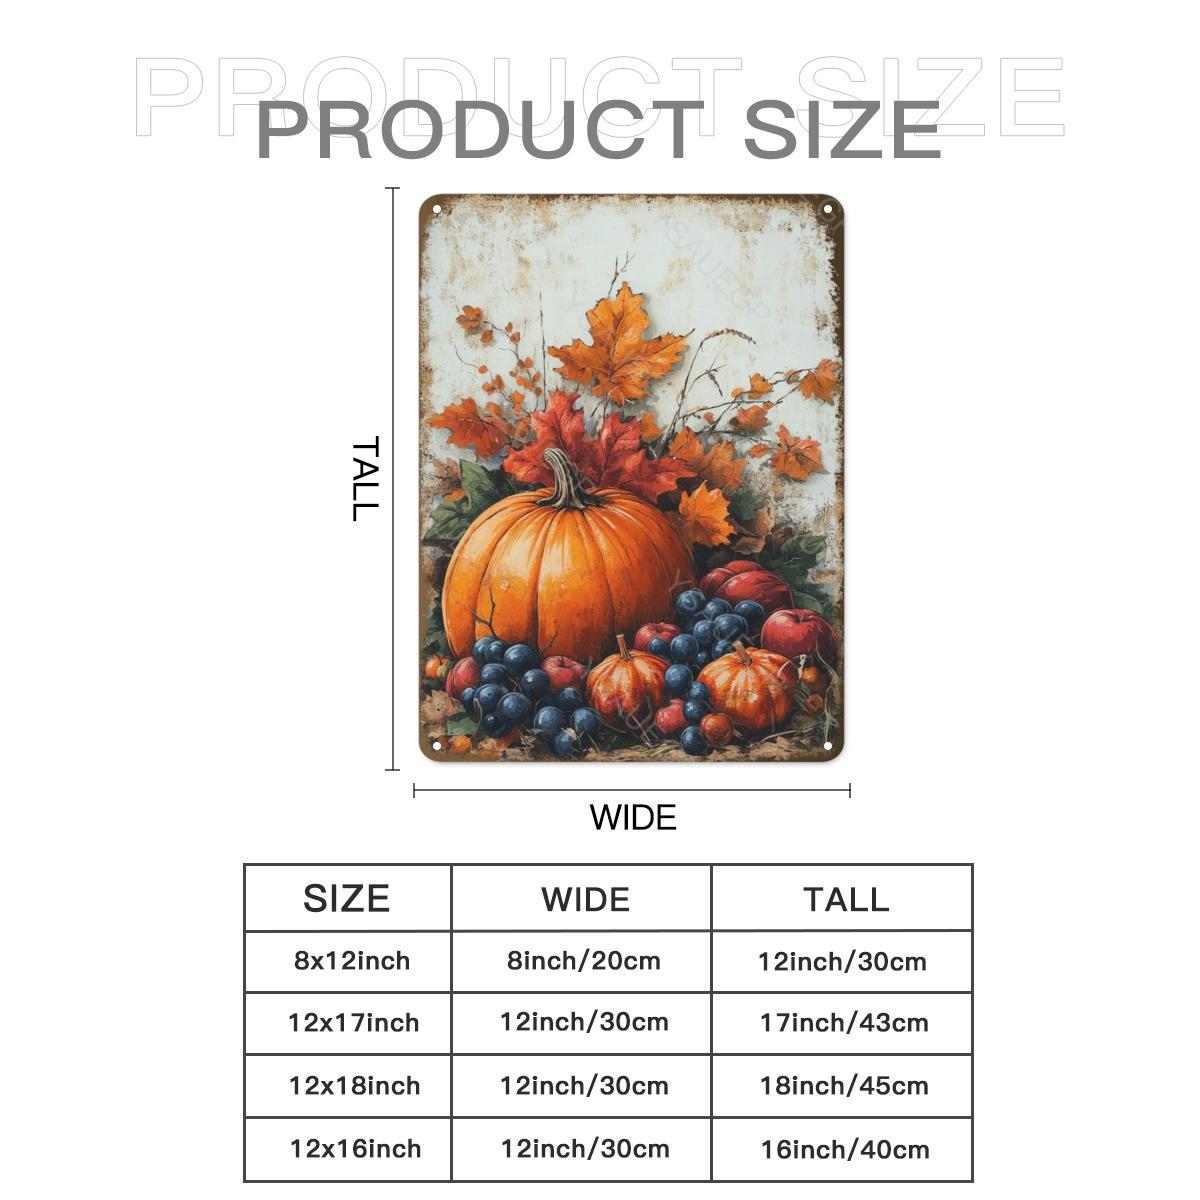 PRODUCT SIZE
PRODUCT SIZE
TALL
WIDE
SIZE WIDE TALL
8x12inch 8inch/20cm 12inch/30cm
12x17inch 12inch/30cm 17inch/43cm
12x18inch 12inch/30cm 18inch/45cm
12x16inch 12inch/30cm 16inch/40cm